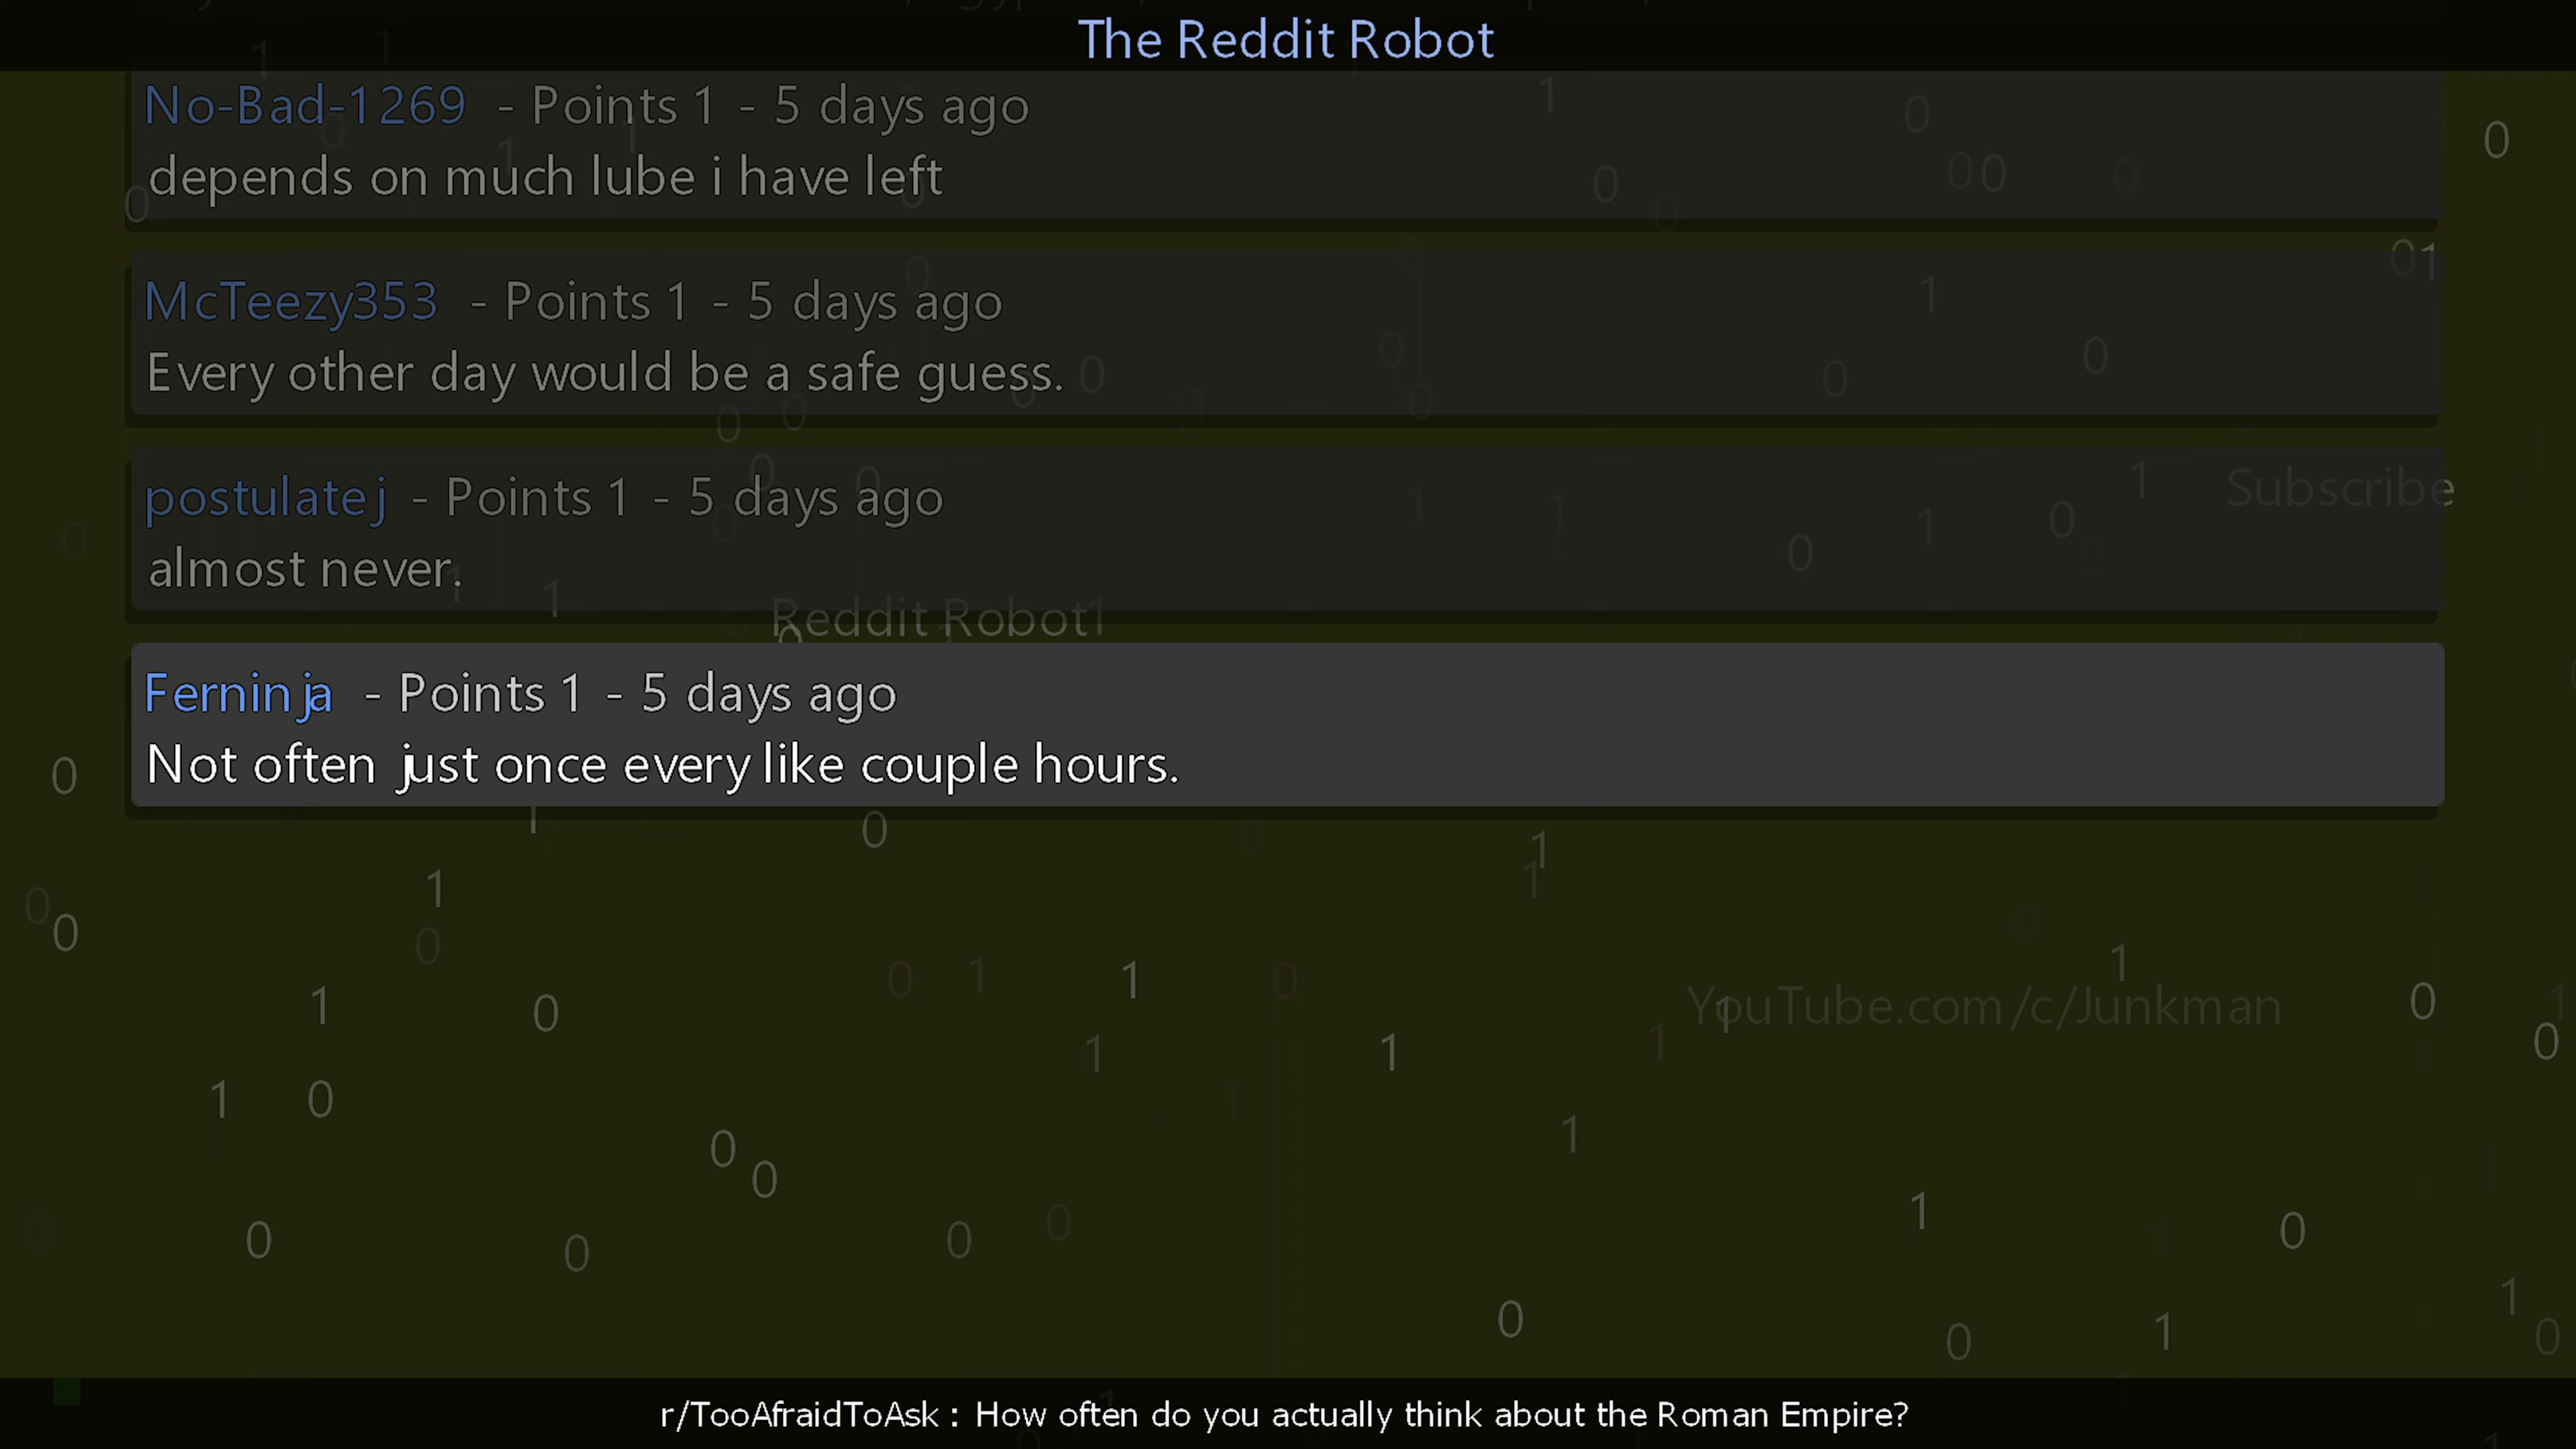 The Reddit Robot
No-Bad-1269 - Points 1 - 5 days ago
depends on much lube i have left
McTeezy353 - Points 1 - 5 days ago
Every other day would be a safe guess.
postulatej - Points 1 - 5 days ago
Subscribe
almost never.
Reddit Robot
Ferninja - Points 1 - 5 days ago
Not often just once every like couple hours.
YouTube.com/c/Junkman
r/TooAfraidToAsk : How often do you actually think about the Roman Empire?